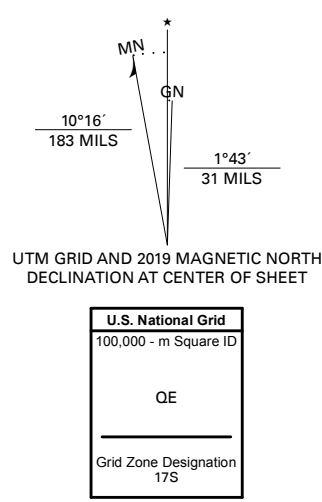 ★
MN
GN
10°16´
183 MILS
1°43´
31 MILS
UTM GRID AND 2019 MAGNETIC NORTH
DECLINATION AT CENTER OF SHEET
U.S. National Grid
100,000 - m Square ID
QE
Grid Zone Designation
17S